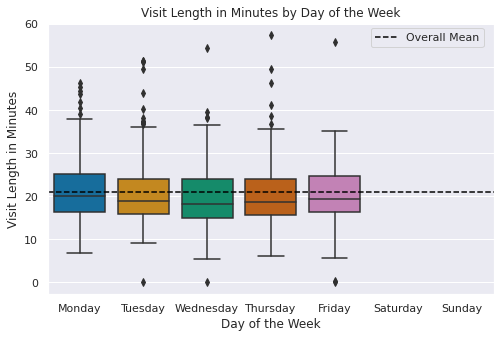 Visit Length in Minutes by Day of the Week
Overall Mean
Visit Length in Minutes
60
50
40
30
20
10
0
Monday Tuesday Wednesday Thursday Friday Saturday Sunday
Day of the Week